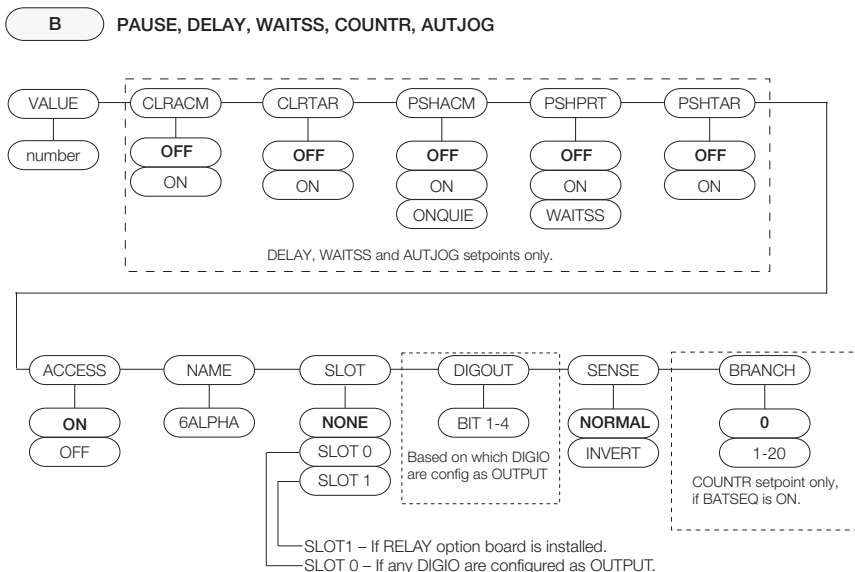 B PAUSE, DELAY, WAITSS, COUNTR, AUTJOG
VALUE CLRACM CLRTAR PSHACM PSHPRT PSHTAR
number OFF OFF OFF OFF OFF
ON ON ON ON ON
ONQUIE WAITSS
DELAY, WAITSS and AUTJOG setpoints only.
ACCESS NAME SLOT DIGOUT SENSE BRANCH
ON 6ALPHA NONE BIT 1-4 NORMAL 0
OFF SLOT 0 INVERT 1-20
SLOT 1
Based on which DIGIO
are config as OUTPUT
COUNTR setpoint only,
if BATSEQ is ON.
SLOT1 – If RELAY option board is installed.
SLOT 0 – If any DIGIO are configured as OUTPUT.